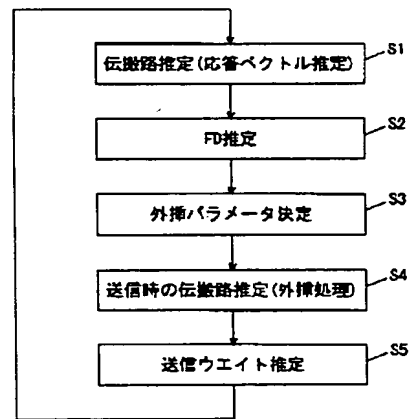 伝搬路推定(応答ベクトル推定)
S1
FD推定
S2
外挿パラメータ決定
S3
送信時の伝搬路推定(外挿処理)
S4
送信ウエイト推定
S5